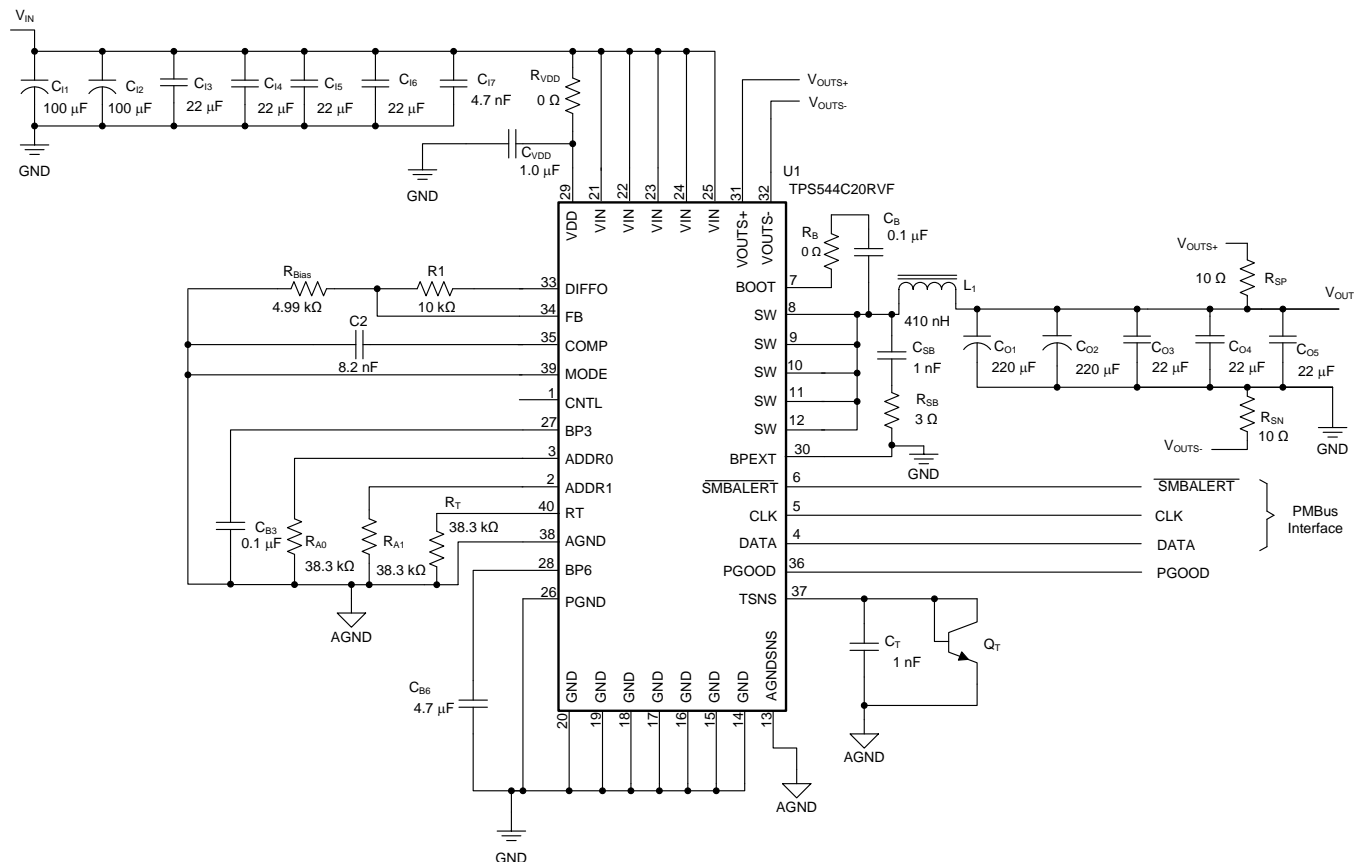 VIN
CI1
100 µF
CI2
100 µF
CI3
22 µF
CI4
22 µF
CI5
22 µF
CI6
22 µF
CI7
4.7 nF
GND
RVDD
0 Ω
CVDD
1.0 µF
GND
VOUTS+
VOUTS-
U1
TPS544C20RVF
29
21
22
23
24
25
31
32
VDD
VIN
VIN
VIN
VIN
VIN
VOUTS+
VOUTS-
RBias
4.99 kΩ
R1
10 kΩ
C2
8.2 nF
33
DIFFO
34
FB
35
COMP
39
MODE
1
CNTL
27
BP3
3
ADDR0
2
ADDR1
40
RT
38
AGND
28
BP6
26
PGND
CB3
0.1 µF
RA0
38.3 kΩ
RA1
38.3 kΩ
RT
38.3 kΩ
AGND
CB6
4.7 µF
GND
GND
GND
GND
GND
GND
GND
AGNDSNS
20
19
18
17
16
15
14
13
GND
AGND
RB
0 Ω
CB
0.1 µF
BOOT
7
SW
8
SW
9
SW
10
SW
11
SW
12
BPEXT
30
SMBALERT
6
CLK
5
DATA
4
PGOOD
36
TSNS
37
L1
410 nH
CSB
1 nF
RSB
3 Ω
GND
CO1
220 µF
CO2
220 µF
CO3
22 µF
CO4
22 µF
CO5
22 µF
VOUTS+
10 Ω
RSP
VOUT
RSN
10 Ω
VOUTS-
GND
SMBALERT
CLK
DATA
PGOOD
PMBus
Interface
CT
1 nF
QT
AGND